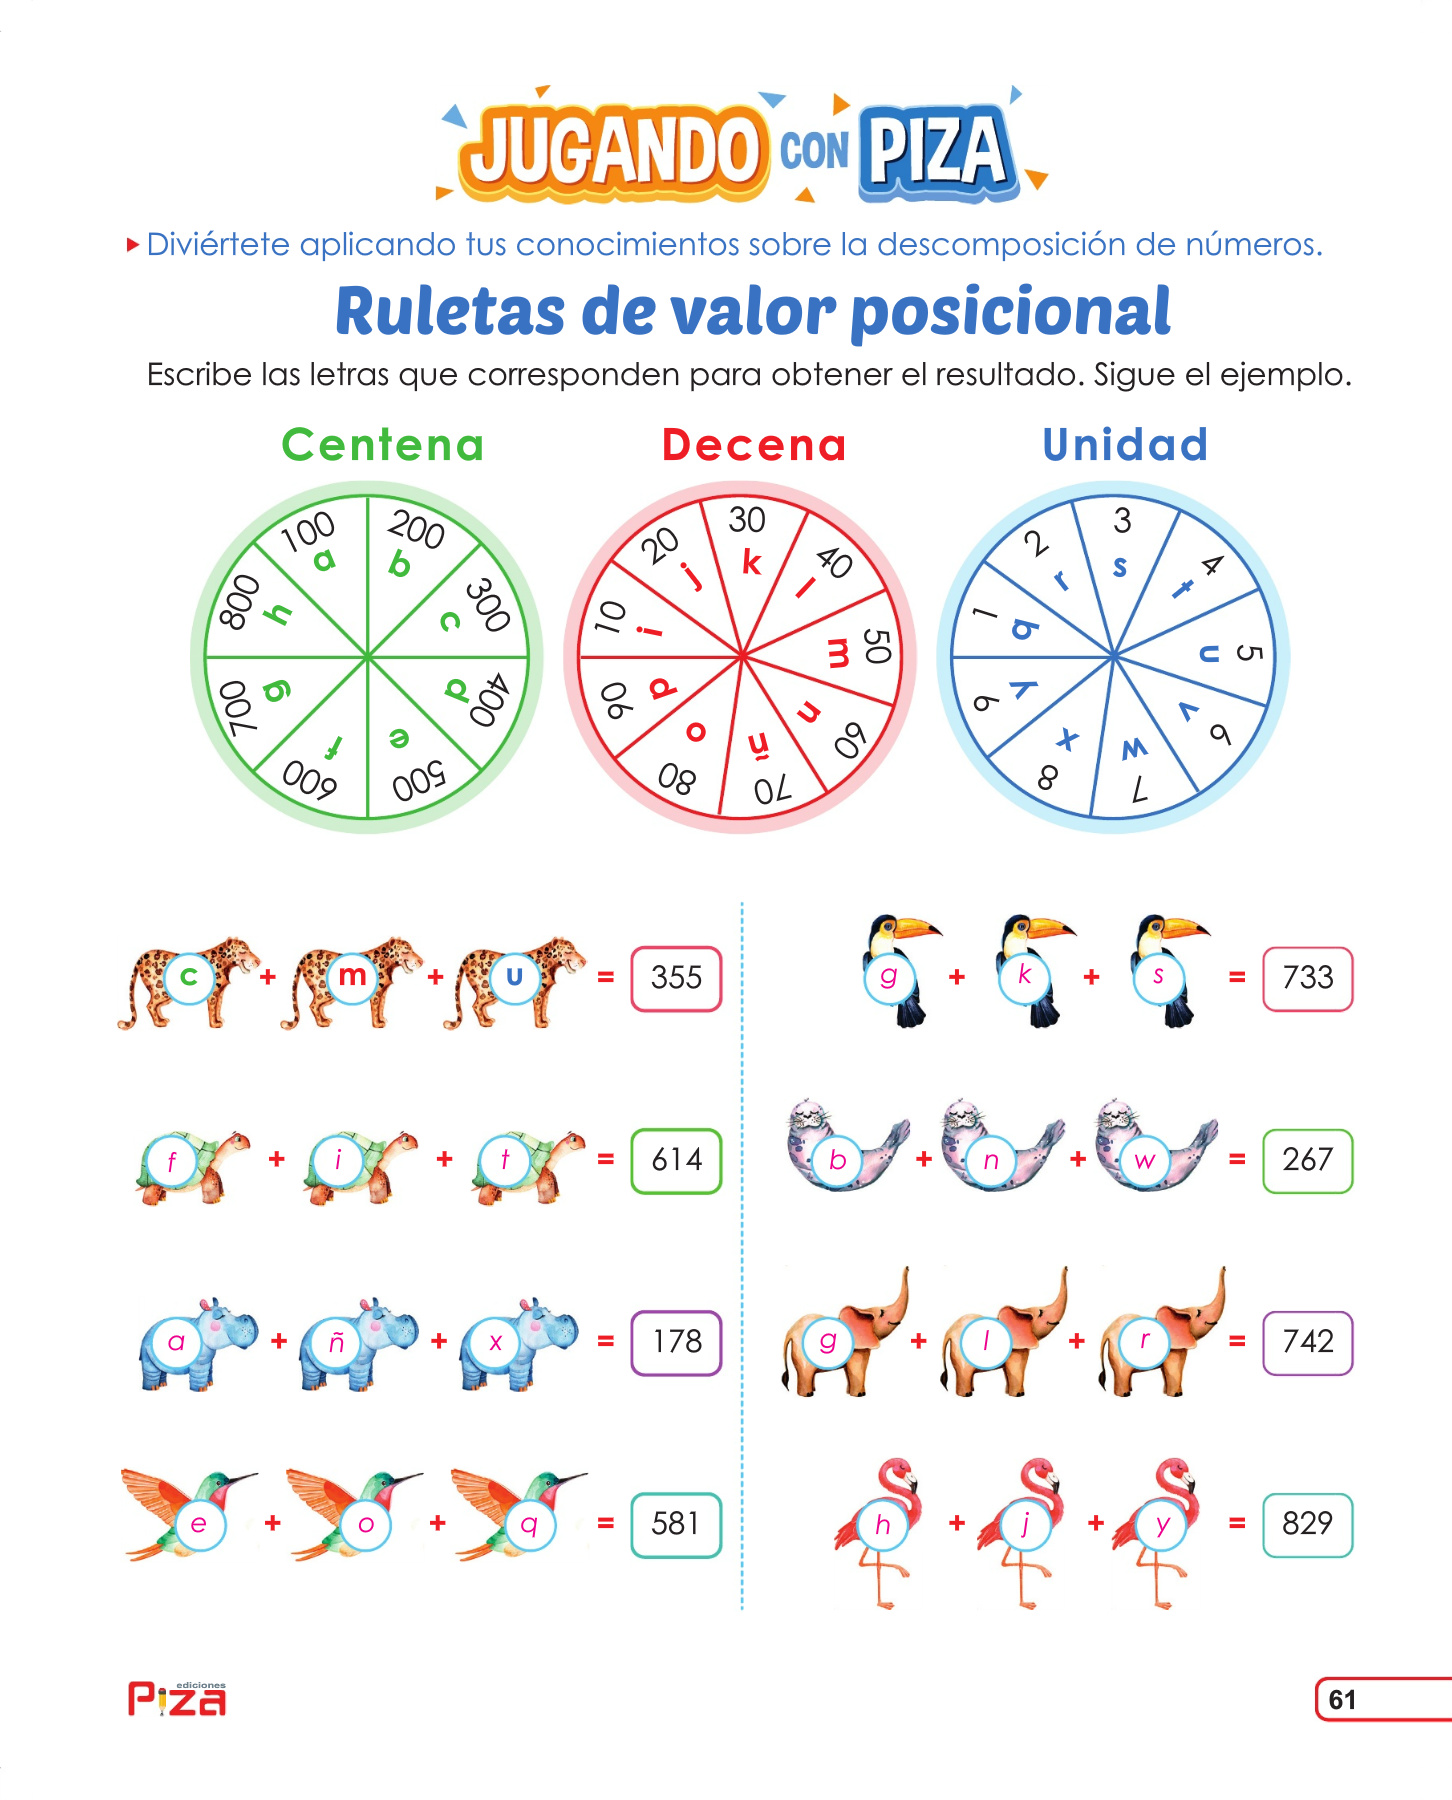 JUGANDO CON PIZA
Diviértete aplicando tus conocimientos sobre la descomposición de números.
Ruletas de valor posicional
Escribe las letras que corresponden para obtener el resultado. Sigue el ejemplo.
Centena Decena Unidad
100 a
200 b
300 c
400 d
500 e
600 f
700 g
800 h
10 i
20 j
30 k
40 l
50 m
60 n
70 ñ
80 o
90 p
1 q
2 r
3 s
4 t
5 u
6 v
7 w
8 x
9 y
c + m + u = 355
f + i + t = 614
a + ñ + x = 178
e + o + q = 581
g + k + s = 733
b + n + w = 267
g + l + r = 742
h + j + y = 829
ediciones
Piza
61